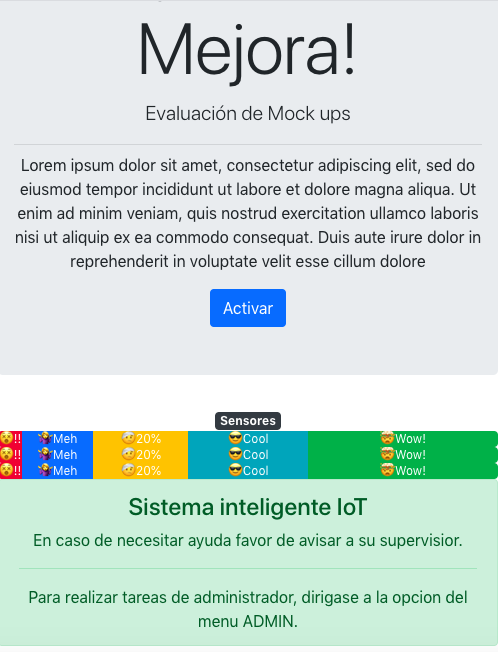 Mejora!
Evaluación de Mock ups
Lorem ipsum dolor sit amet, consectetur adipiscing elit, sed do
eiusmod tempor incididunt ut labore et dolore magna aliqua. Ut
enim ad minim veniam, quis nostrud exercitation ullamco laboris
nisi ut aliquip ex ea commodo consequat. Duis aute irure dolor in
reprehenderit in voluptate velit esse cillum dolore
Activar
Sensores
😵!! 🤷‍♀️Meh 🤕20% 😎Cool 🤯Wow!
😵!! 🤷‍♀️Meh 🤕20% 😎Cool 🤯Wow!
😵!! 🤷‍♀️Meh 🤕20% 😎Cool 🤯Wow!
Sistema inteligente IoT
En caso de necesitar ayuda favor de avisar a su supervisior.
Para realizar tareas de administrador, dirigase a la opcion del
menu ADMIN.